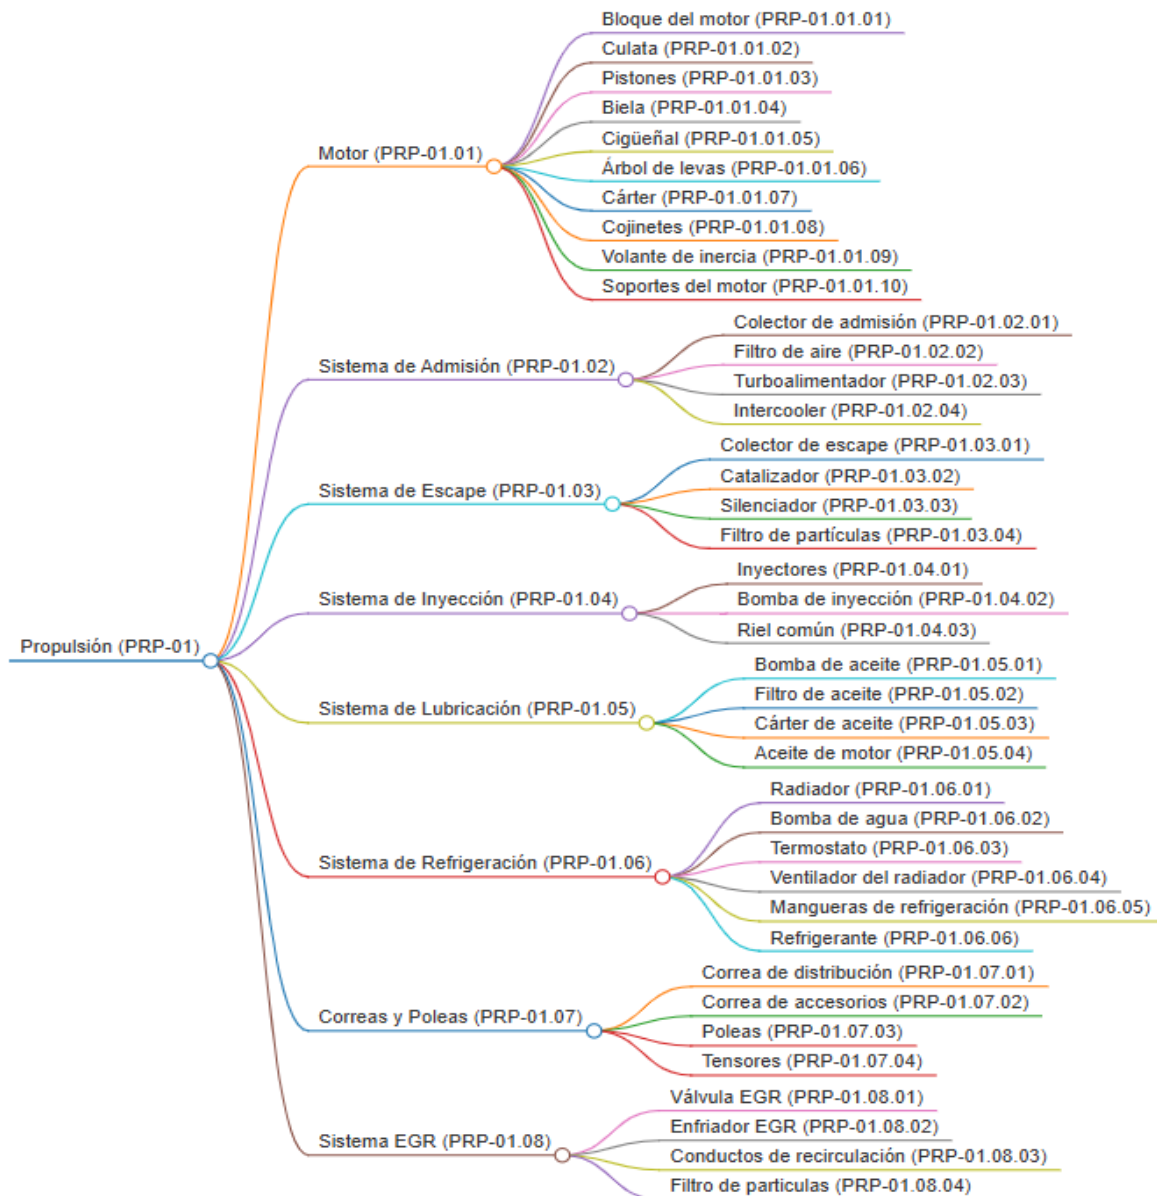 Propulsión (PRP-01)
Motor (PRP-01.01)
Bloque del motor (PRP-01.01.01)
Culata (PRP-01.01.02)
Pistones (PRP-01.01.03)
Biela (PRP-01.01.04)
Cigüeñal (PRP-01.01.05)
Árbol de levas (PRP-01.01.06)
Cárter (PRP-01.01.07)
Cojinetes (PRP-01.01.08)
Volante de inercia (PRP-01.01.09)
Soportes del motor (PRP-01.01.10)
Sistema de Admisión (PRP-01.02)
Colector de admisión (PRP-01.02.01)
Filtro de aire (PRP-01.02.02)
Turboalimentador (PRP-01.02.03)
Intercooler (PRP-01.02.04)
Sistema de Escape (PRP-01.03)
Colector de escape (PRP-01.03.01)
Catalizador (PRP-01.03.02)
Silenciador (PRP-01.03.03)
Filtro de partículas (PRP-01.03.04)
Sistema de Inyección (PRP-01.04)
Inyectores (PRP-01.04.01)
Bomba de inyección (PRP-01.04.02)
Riel común (PRP-01.04.03)
Sistema de Lubricación (PRP-01.05)
Bomba de aceite (PRP-01.05.01)
Filtro de aceite (PRP-01.05.02)
Cárter de aceite (PRP-01.05.03)
Aceite de motor (PRP-01.05.04)
Sistema de Refrigeración (PRP-01.06)
Radiador (PRP-01.06.01)
Bomba de agua (PRP-01.06.02)
Termostato (PRP-01.06.03)
Ventilador del radiador (PRP-01.06.04)
Mangueras de refrigeración (PRP-01.06.05)
Refrigerante (PRP-01.06.06)
Correas y Poleas (PRP-01.07)
Correa de distribución (PRP-01.07.01)
Correa de accesorios (PRP-01.07.02)
Poleas (PRP-01.07.03)
Tensores (PRP-01.07.04)
Sistema EGR (PRP-01.08)
Válvula EGR (PRP-01.08.01)
Enfriador EGR (PRP-01.08.02)
Conductos de recirculación (PRP-01.08.03)
Filtro de particulas (PRP-01.08.04)